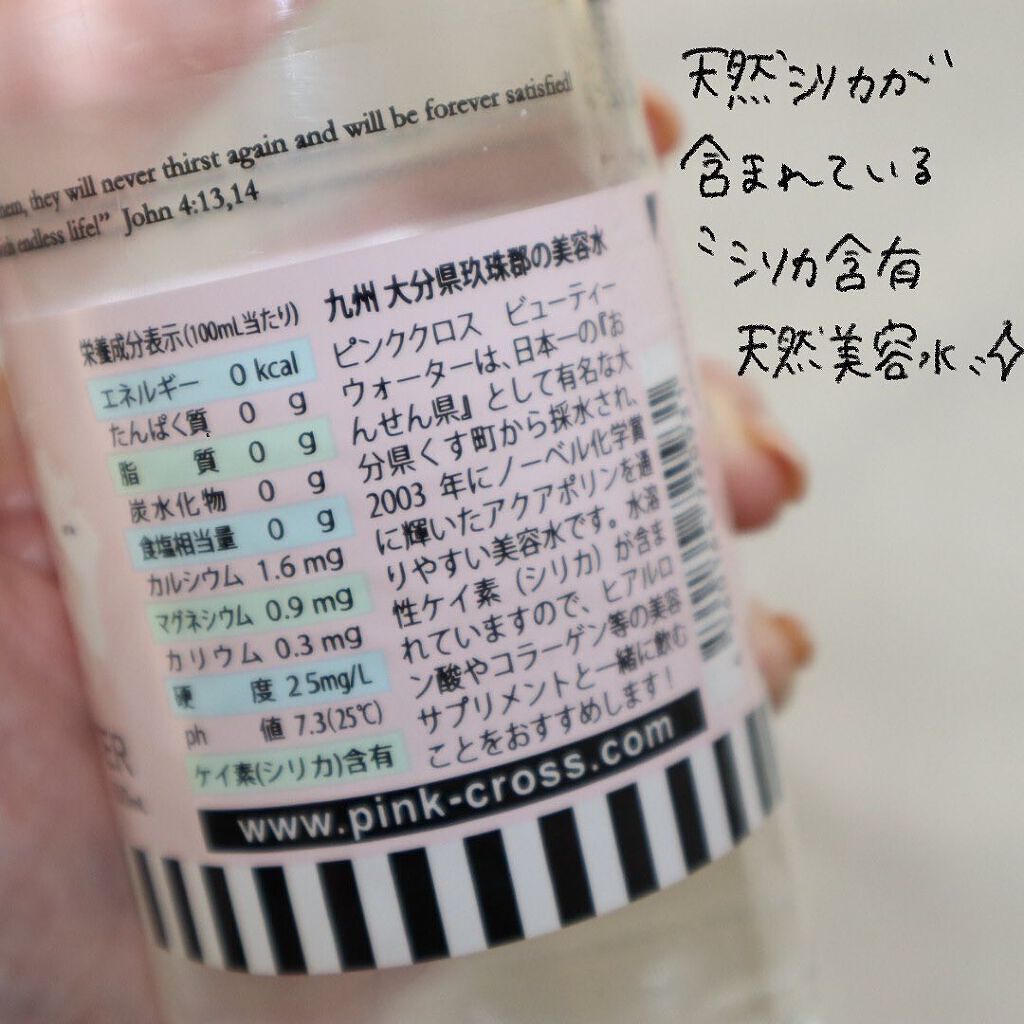 天然シリカが
含まれている
〝シリカ含有
天然美容水〟
they will never thirst again and will be forever satisfied!
endless life!” John 4:13,14
九州 大分県玖珠郡の美容水
ピンククロス ビューティー
ウォーターは、日本一の『お
んせん県』として有名な大
分県くす町から採水され、
2003 年にノーベル化学賞
に輝いたアクアポリンを通
りやすい美容水です。水溶
性ケイ素（シリカ）が含ま
れていますので、ヒアルロ
ン酸やコラーゲン等の美容
サプリメントと一緒に飲む
ことをおすすめします！
栄養成分表示(100mL当たり)
エネルギー 0 kcal
たんぱく質 0 g
脂質 0 g
炭水化物 0 g
食塩相当量 0 g
カルシウム 1.6 mg
マグネシウム 0.9 mg
カリウム 0.3 mg
硬度 25mg/L
ph値 7.3(25℃)
ケイ素(シリカ)含有
www.pink-cross.com